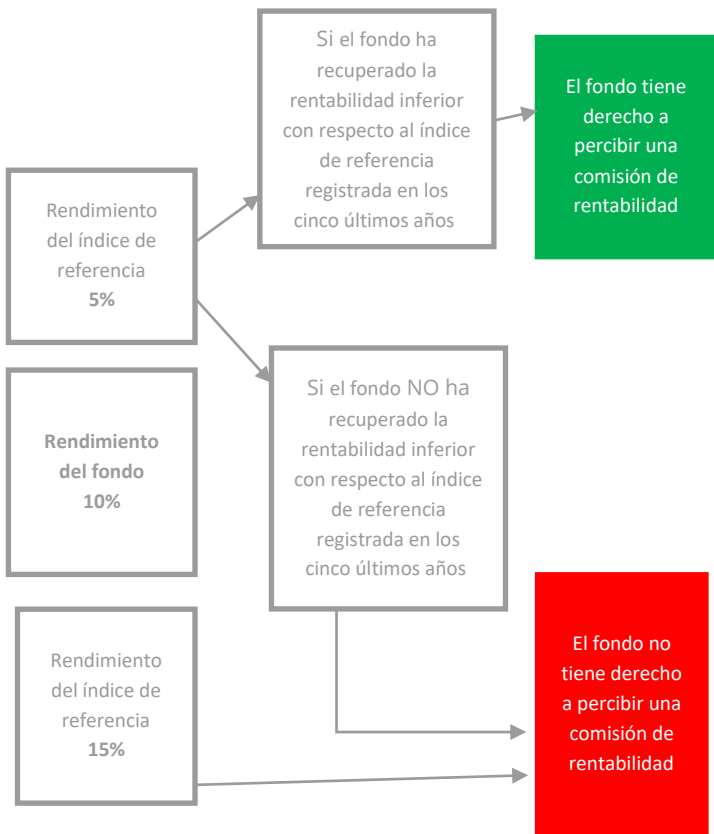 Si el fondo ha
recuperado la
rentabilidad inferior
con respecto al índice
de referencia
registrada en los
cinco últimos años
El fondo tiene
derecho a
percibir una
comisión de
rentabilidad
Rendimiento
del índice de
referencia
5%
Rendimiento
del fondo
10%
Si el fondo NO ha
recuperado la
rentabilidad inferior
con respecto al índice
de referencia
registrada en los
cinco últimos años
Rendimiento
del índice de
referencia
15%
El fondo no
tiene derecho
a percibir una
comisión de
rentabilidad